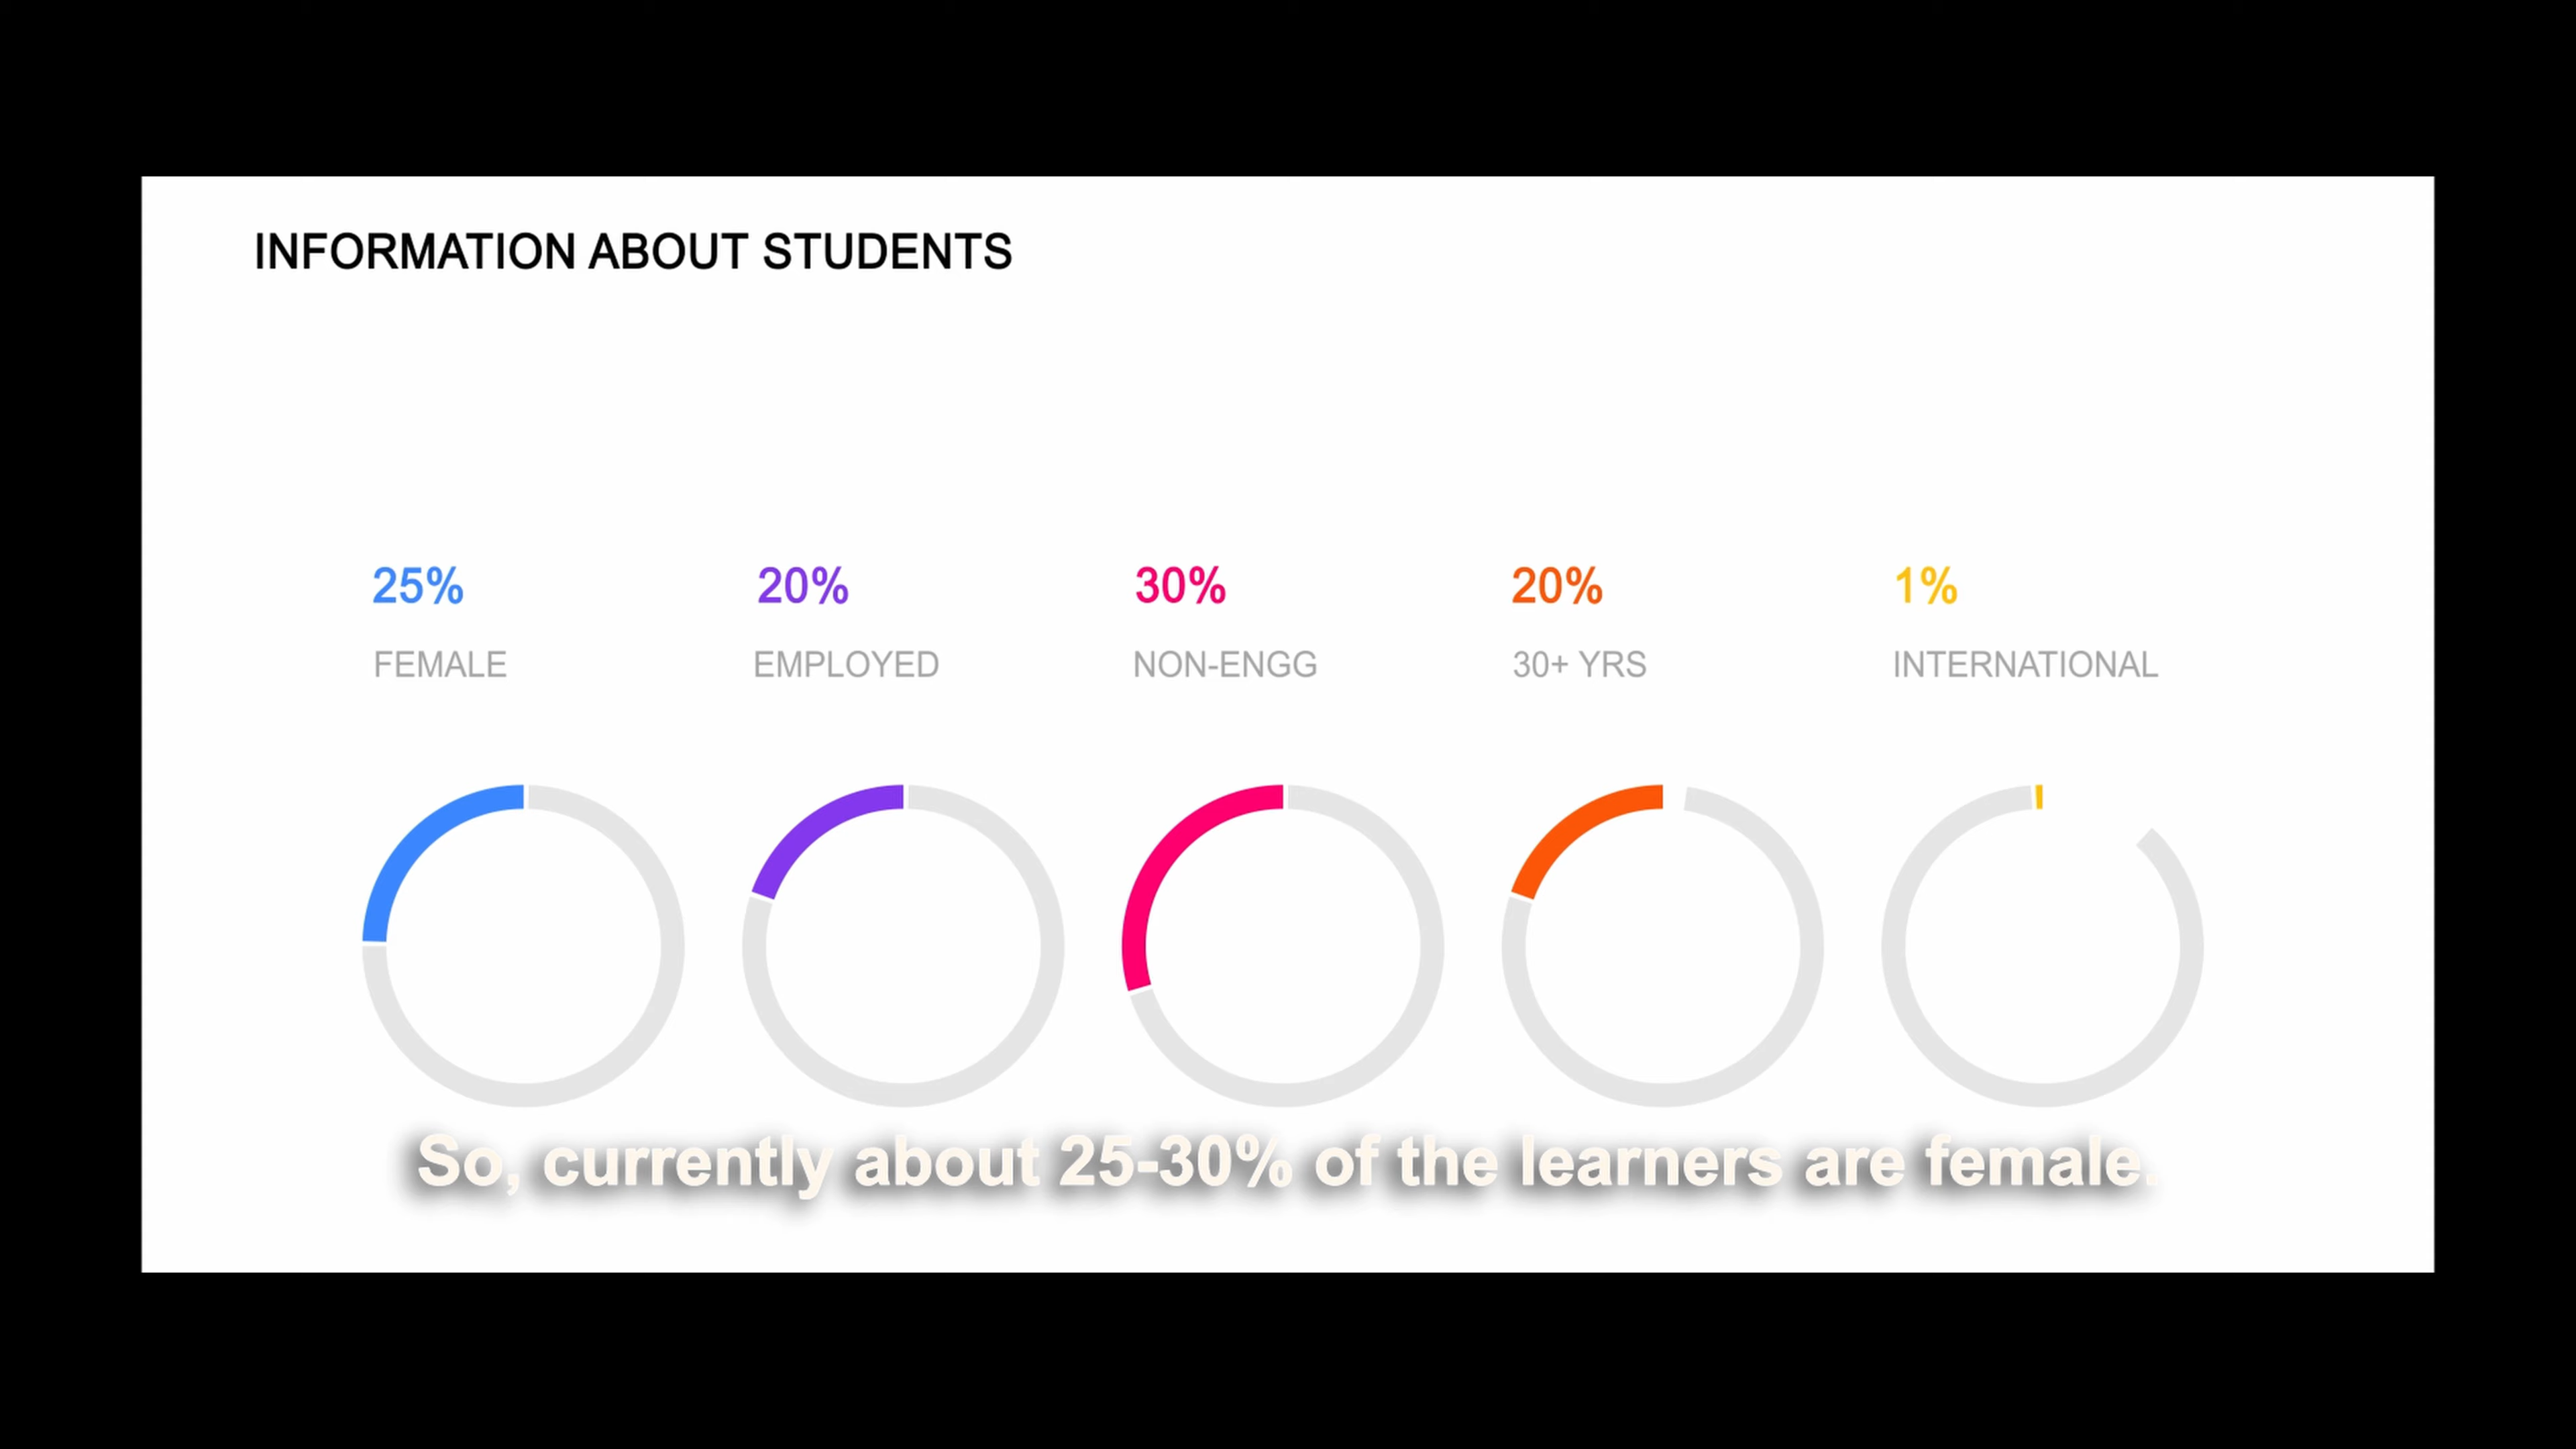 INFORMATION ABOUT STUDENTS
25%
FEMALE
20%
EMPLOYED
30%
NON-ENGG
20%
30+ YRS
1%
INTERNATIONAL
So, currently about 25-30% of the learners are female.